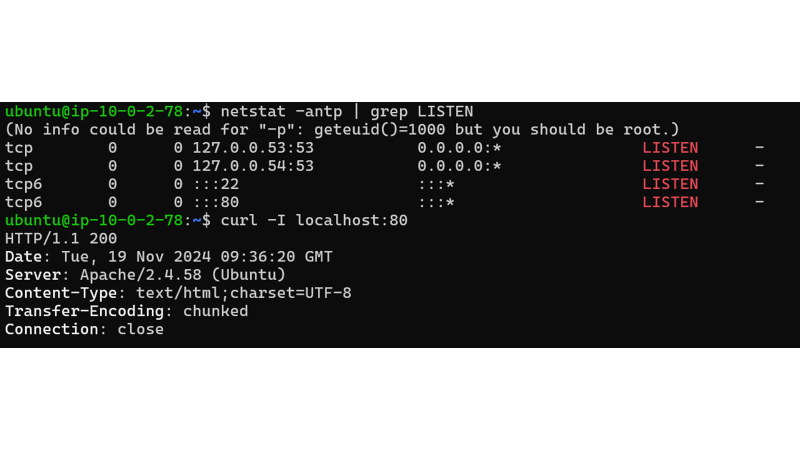 ubuntu@ip-10-0-2-78:~$ netstat -antp | grep LISTEN
(No info could be read for "-p": geteuid()=1000 but you should be root.)
tcp        0      0 127.0.0.53:53           0.0.0.0:*               LISTEN      -
tcp        0      0 127.0.0.54:53           0.0.0.0:*               LISTEN      -
tcp6       0      0 :::22                   :::*                    LISTEN      -
tcp6       0      0 :::80                   :::*                    LISTEN      -
ubuntu@ip-10-0-2-78:~$ curl -I localhost:80
HTTP/1.1 200
Date: Tue, 19 Nov 2024 09:36:20 GMT
Server: Apache/2.4.58 (Ubuntu)
Content-Type: text/html;charset=UTF-8
Transfer-Encoding: chunked
Connection: close